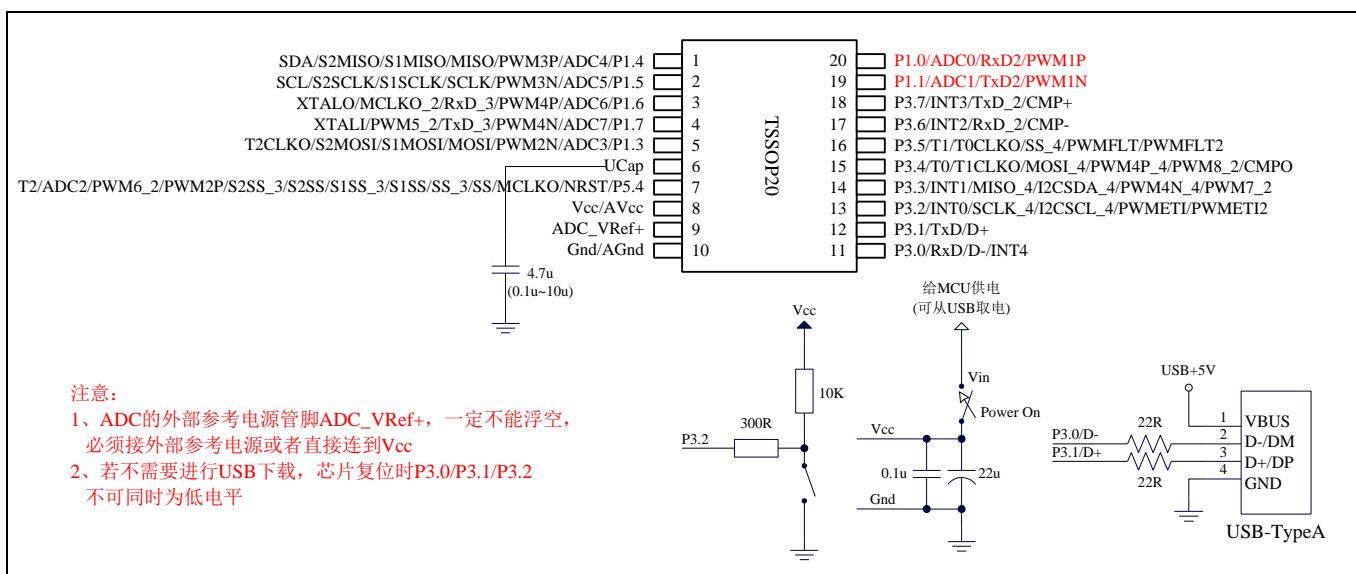 SDA/S2MISO/S1MISO/MISO/PWM3P/ADC4/P1.4
SCL/S2SCLK/S1SCLK/SCLK/PWM3N/ADC5/P1.5
XTALO/MCLKO_2/RxD_3/PWM4P/ADC6/P1.6
XTALI/PWM5_2/TxD_3/PWM4N/ADC7/P1.7
T2CLKO/S2MOSI/S1MOSI/MOSI/PWM2N/ADC3/P1.3
UCap
T2/ADC2/PWM6_2/PWM2P/S2SS_3/S2SS/S1SS_3/S1SS/SS_3/SS/MCLKO/NRST/P5.4
Vcc/AVcc
ADC_VRef+
Gnd/AGnd
1
2
3
4
5
6
7
8
9
10
TSSOP20
20
19
18
17
16
15
14
13
12
11
P1.0/ADC0/RxD2/PWM1P
P1.1/ADC1/TxD2/PWM1N
P3.7/INT3/TxD_2/CMP+
P3.6/INT2/RxD_2/CMP-
P3.5/T1/T0CLKO/SS_4/PWMFLT/PWMFLT2
P3.4/T0/T1CLKO/MOSI_4/PWM4P_4/PWM8_2/CMPO
P3.3/INT1/MISO_4/I2CSDA_4/PWM4N_4/PWM7_2
P3.2/INT0/SCLK_4/I2CSCL_4/PWMETI/PWMETI2
P3.1/TxD/D+
P3.0/RxD/D-/INT4
4.7u
(0.1u~10u)
注意:
1、ADC的外部参考电源管脚ADC_VRef+，一定不能浮空，
必须接外部参考电源或者直接连到Vcc
2、若不需要进行USB下载，芯片复位时P3.0/P3.1/P3.2
不可同时为低电平
Vcc
10K
300R
P3.2
给MCU供电
(可从USB取电)
Vin
Power On
Vcc
0.1u
22u
Gnd
USB+5V
P3.0/D-
P3.1/D+
22R
22R
1
2
3
4
VBUS
D-/DM
D+/DP
GND
USB-TypeA